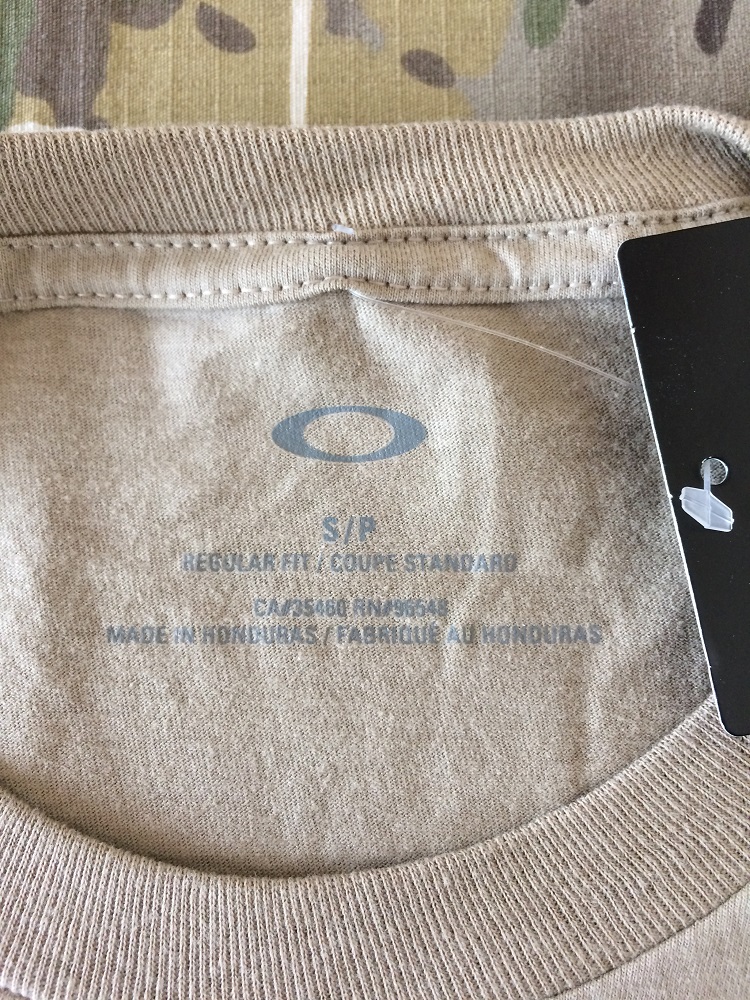 S/P
REGULAR FIT / COUPE STANDARD
CA#35460 RN#96548
MADE IN HONDURAS / FABRIQUE AU HONDURAS